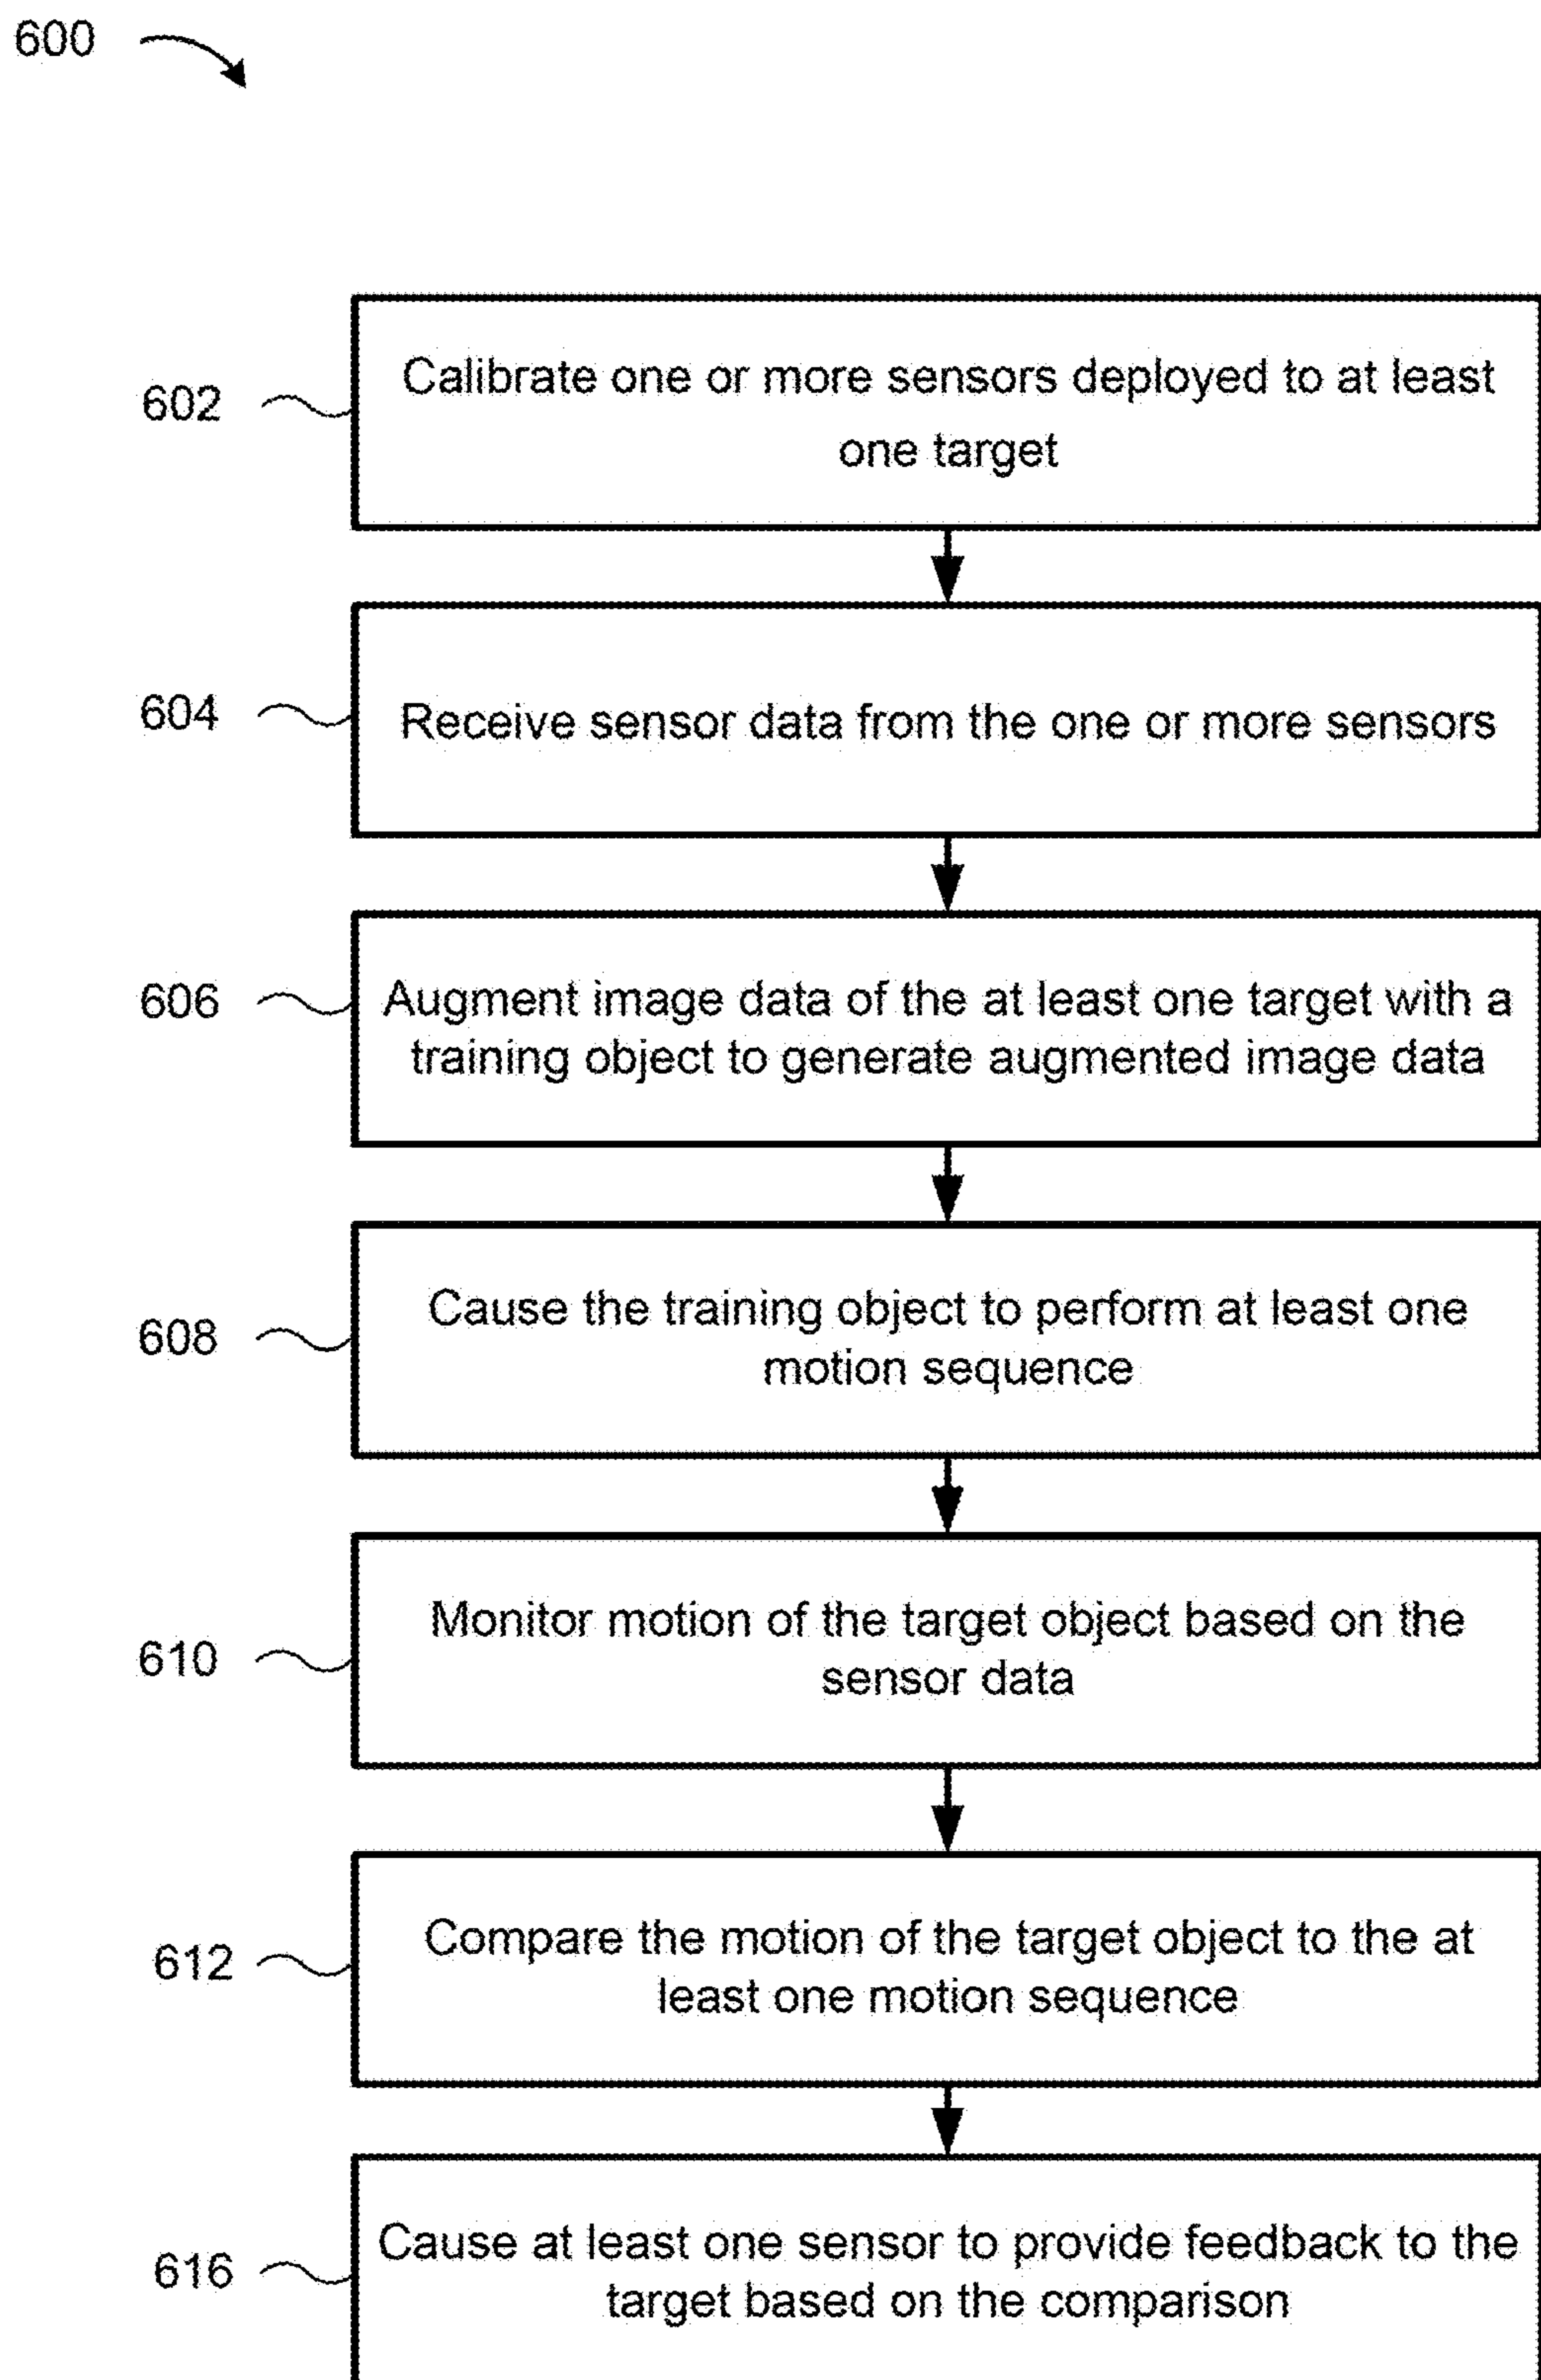 600
602
Calibrate one or more sensors deployed to at least
one target
604
Receive sensor data from the one or more sensors
606
Augment image data of the at least one target with a
training object to generate augmented image data
608
Cause the training object to perform at least one
motion sequence
610
Monitor motion of the target object based on the
sensor data
612
Compare the motion of the target object to the at
least one motion sequence
616
Cause at least one sensor to provide feedback to the
target based on the comparison